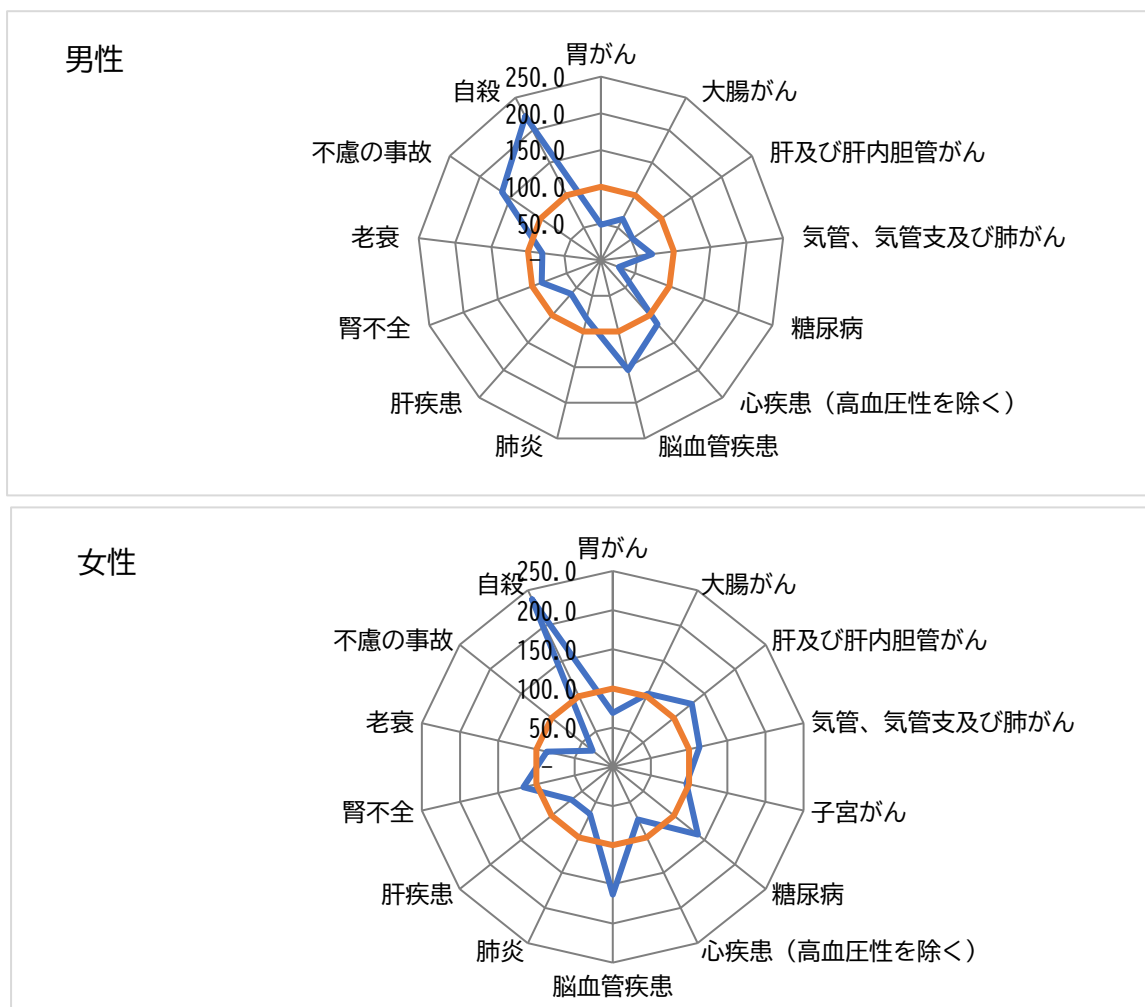 男性
胃がん
大腸がん
肝及び肝内胆管がん
気管、気管支及び肺がん
糖尿病
心疾患（高血圧性を除く）
脳血管疾患
肺炎
肝疾患
腎不全
老衰
不慮の事故
自殺
250.0
200.0
150.0
100.0
50.0
-
女性
胃がん
大腸がん
肝及び肝内胆管がん
気管、気管支及び肺がん
子宮がん
糖尿病
心疾患（高血圧性を除く）
脳血管疾患
肺炎
肝疾患
腎不全
老衰
不慮の事故
自殺
250.0
200.0
150.0
100.0
50.0
-